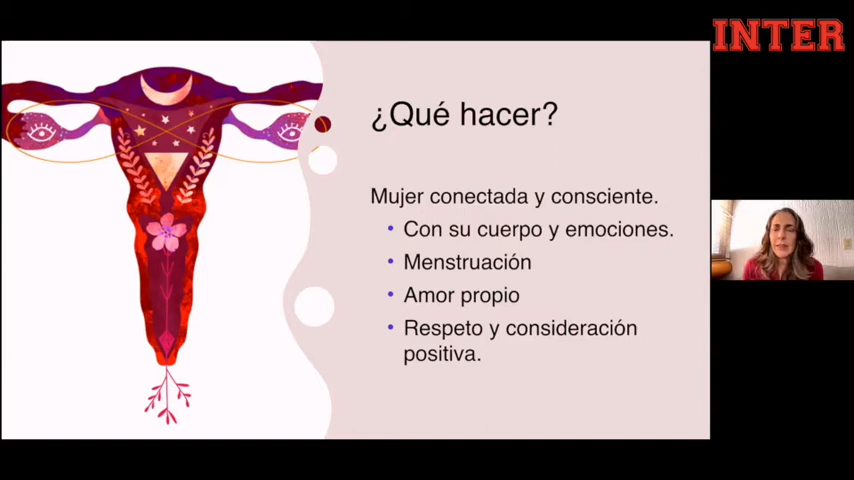 INTER
¿Qué hacer?
Mujer conectada y consciente.
• Con su cuerpo y emociones.
• Menstruación
• Amor propio
• Respeto y consideración
positiva.